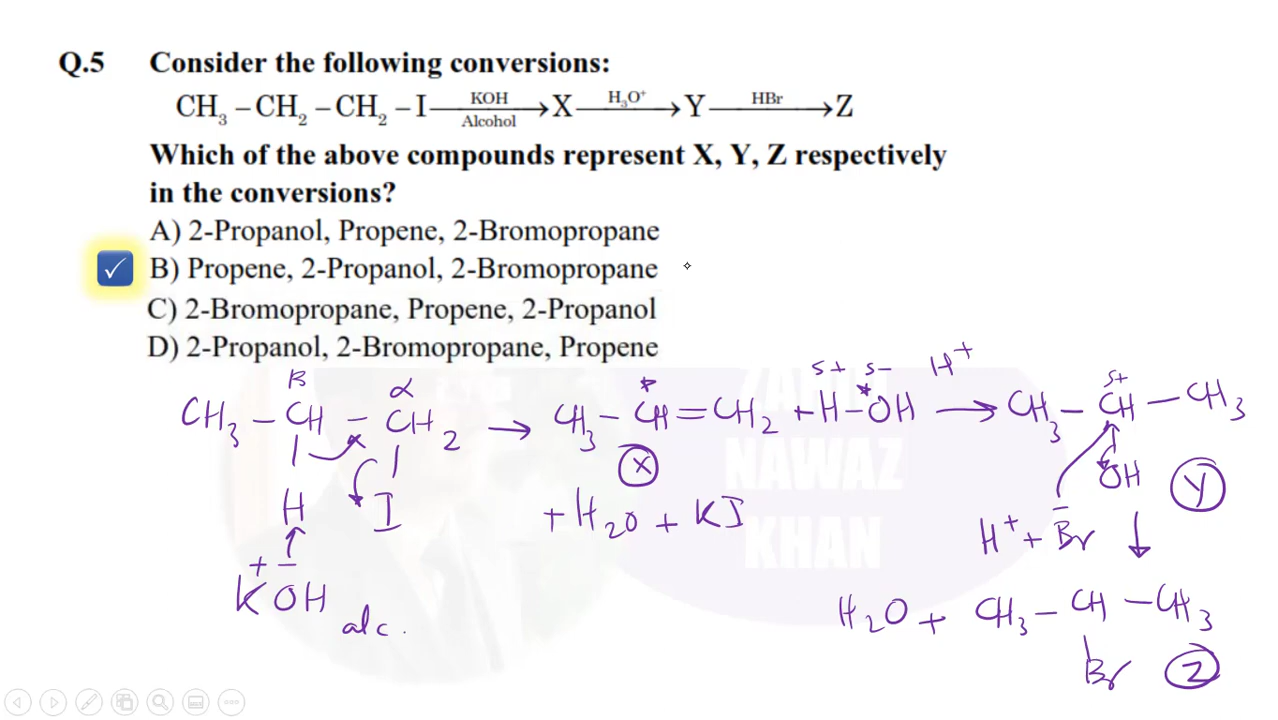 Q.5 Consider the following conversions:
CH₃ – CH₂ – CH₂ – I —KOH/Alcohol→ X —H₃O⁺→ Y —HBr→ Z
Which of the above compounds represent X, Y, Z respectively
in the conversions?
A) 2-Propanol, Propene, 2-Bromopropane
B) Propene, 2-Propanol, 2-Bromopropane
C) 2-Bromopropane, Propene, 2-Propanol
D) 2-Propanol, 2-Bromopropane, Propene
β α δ+ δ– H⁺ δ+
CH₃ – CH – CH₂ → CH₃ – CH = CH₂ + H – OH → CH₃ – CH – CH₃
X OH Y
H I + H₂O + KI H⁺ + Br⁻
+ –
KOH H₂O + CH₃ – CH – CH₃
alc. Br Z
ZAHID
NAWAZ
KHAN